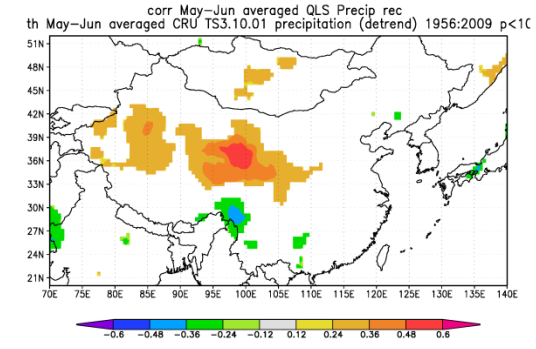 corr May-Jun averaged QLS Precip rec
th May-Jun averaged CRU TS3.10.01 precipitation (detrend) 1956:2009 p<10
51N
48N
45N
42N
39N
36N
33N
30N
27N
24N
21N
70E 75E 80E 85E 90E 95E 100E 105E 110E 115E 120E 125E 130E 135E 140E
-0.6 -0.48 -0.36 -0.24 -0.12 0.12 0.24 0.36 0.48 0.6